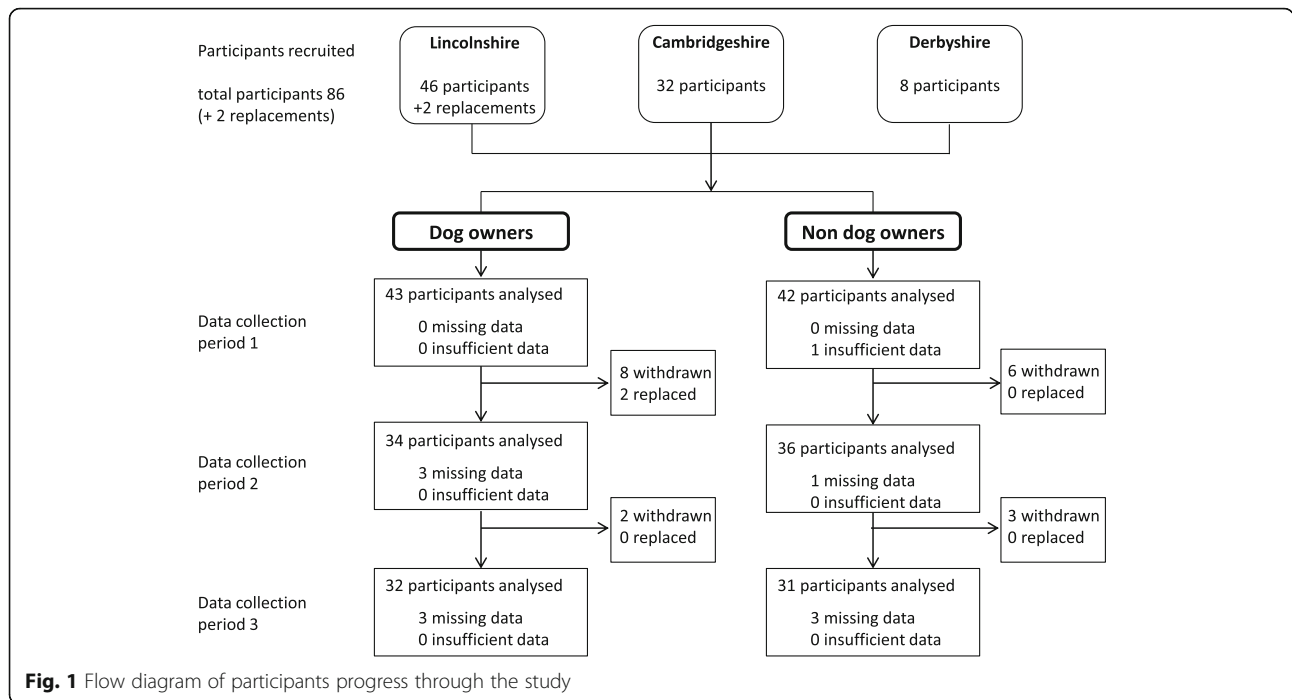 Participants recruited
total participants 86
(+ 2 replacements)
Lincolnshire
46 participants
+2 replacements
Cambridgeshire
32 participants
Derbyshire
8 participants
Dog owners
Non dog owners
Data collection
period 1
43 participants analysed
0 missing data
0 insufficient data
42 participants analysed
0 missing data
1 insufficient data
8 withdrawn
2 replaced
6 withdrawn
0 replaced
Data collection
period 2
34 participants analysed
3 missing data
0 insufficient data
36 participants analysed
1 missing data
0 insufficient data
2 withdrawn
0 replaced
3 withdrawn
0 replaced
Data collection
period 3
32 participants analysed
3 missing data
0 insufficient data
31 participants analysed
3 missing data
0 insufficient data
Fig. 1 Flow diagram of participants progress through the study